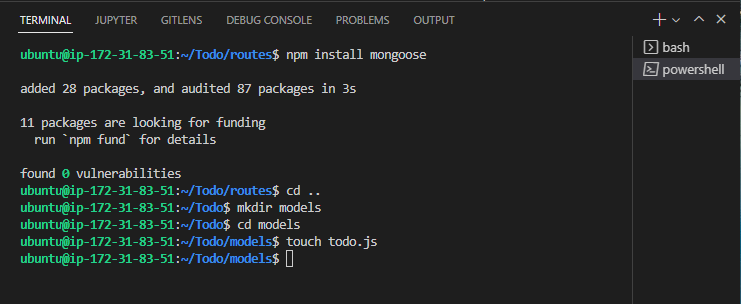 TERMINAL JUPYTER GITLENS DEBUG CONSOLE PROBLEMS OUTPUT
bash
powershell
ubuntu@ip-172-31-83-51:~/Todo/routes$ npm install mongoose
added 28 packages, and audited 87 packages in 3s
11 packages are looking for funding
run `npm fund` for details
found 0 vulnerabilities
ubuntu@ip-172-31-83-51:~/Todo/routes$ cd ..
ubuntu@ip-172-31-83-51:~/Todo$ mkdir models
ubuntu@ip-172-31-83-51:~/Todo$ cd models
ubuntu@ip-172-31-83-51:~/Todo/models$ touch todo.js
ubuntu@ip-172-31-83-51:~/Todo/models$